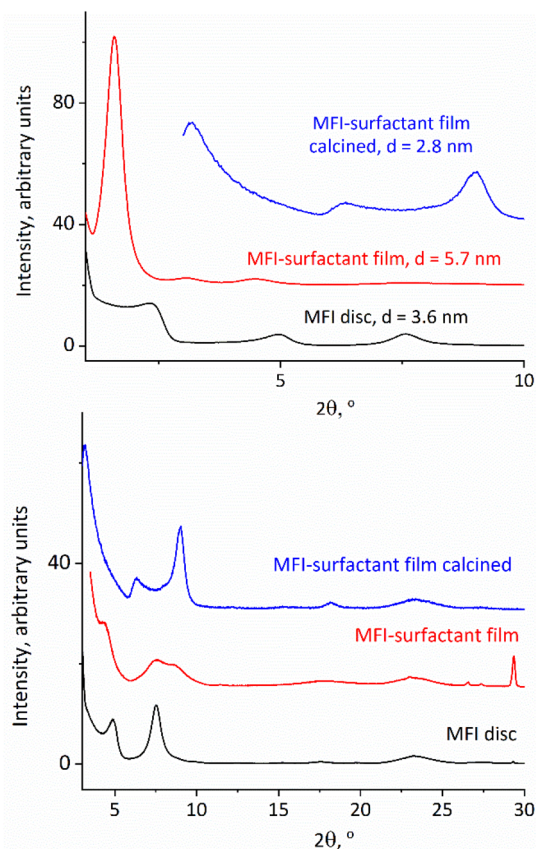 80
40
0
Intensity, arbitrary units
MFI-surfactant film
calcined, d = 2.8 nm
MFI-surfactant film, d = 5.7 nm
MFI disc, d = 3.6 nm
5
10
2θ, °
40
0
Intensity, arbitrary units
MFI-surfactant film calcined
MFI-surfactant film
MFI disc
5
10
15
20
25
30
2θ, °